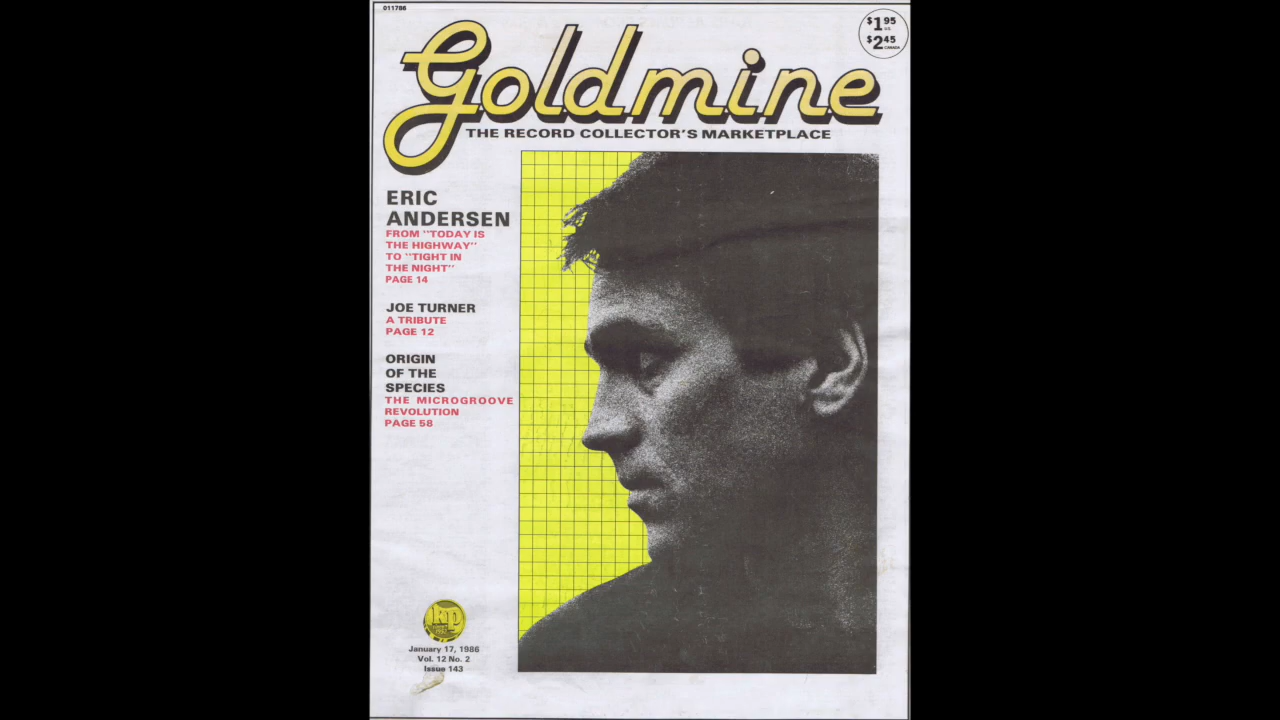 011786
$1.95 U.S.
$2.45 CANADA
Goldmine
THE RECORD COLLECTOR'S MARKETPLACE
ERIC
ANDERSEN
FROM "TODAY IS
THE HIGHWAY"
TO "TIGHT IN
THE NIGHT"
PAGE 14
JOE TURNER
A TRIBUTE
PAGE 12
ORIGIN
OF THE
SPECIES
THE MICROGROOVE
REVOLUTION
PAGE 58
kp
January 17, 1986
Vol. 12 No. 2
Issue 143